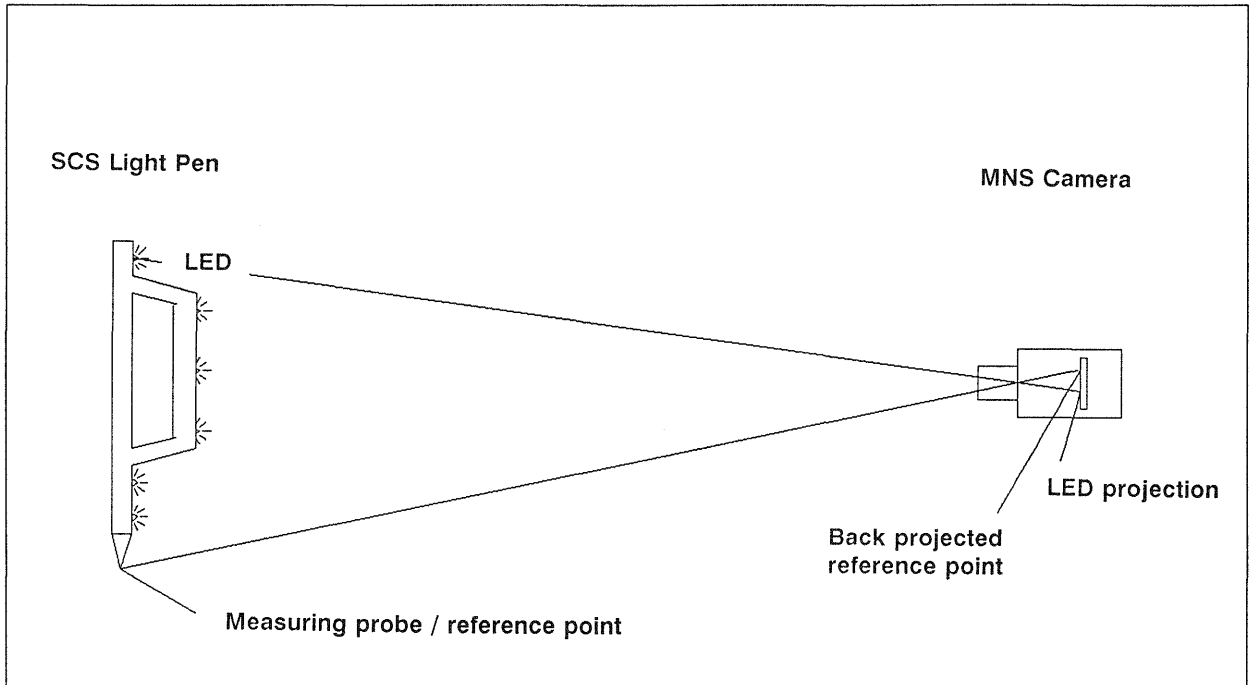 SCS Light Pen
MNS Camera
LED
LED projection
Back projected
reference point
Measuring probe / reference point